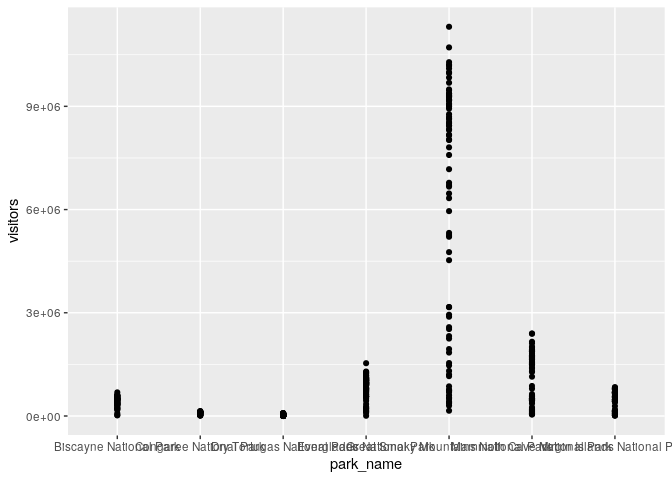 9e+06
6e+06
3e+06
0e+00
visitors
Biscayne National Park
Congaree National Park
Dry Tortugas National Park
Everglades National Park
Great Smoky Mountains National Park
Mammoth Cave National Park
Virgin Islands National P
park_name